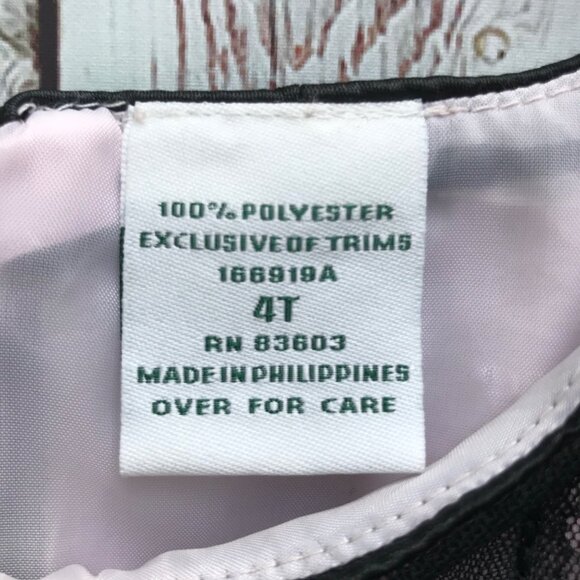 100% POLYESTER
EXCLUSIVE OF TRIMS
166919A
4T
RN 83603
MADE IN PHILIPPINES
OVER FOR CARE